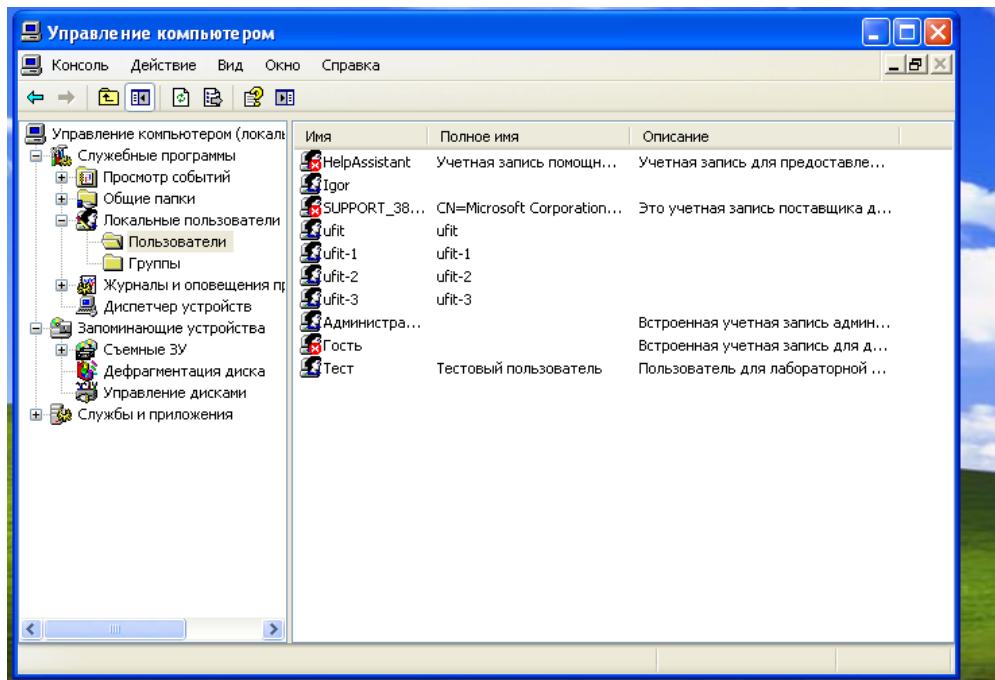 Управление компьютером
Консоль Действие Вид Окно Справка
Управление компьютером (локаль
Служебные программы
Просмотр событий
Общие папки
Локальные пользователи
Пользователи
Группы
Журналы и оповещения пр
Диспетчер устройств
Запоминающие устройства
Съемные ЗУ
Дефрагментация диска
Управление дисками
Службы и приложения
Имя Полное имя Описание
HelpAssistant Учетная запись помощн... Учетная запись для предоставле...
Igor
SUPPORT_38... CN=Microsoft Corporation... Это учетная запись поставщика д...
ufit ufit
ufit-1 ufit-1
ufit-2 ufit-2
ufit-3 ufit-3
Администра... Встроенная учетная запись админ...
Гость Встроенная учетная запись для д...
Тест Тестовый пользователь Пользователь для лабораторной ...